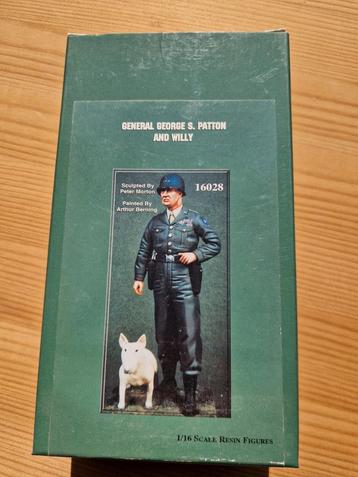 GENERAL GEORGE S. PATTON
AND WILLY
Sculpted By
Peter Morton
Painted By
Arthur Berning
16028
1/16 SCALE RESIN FIGURES